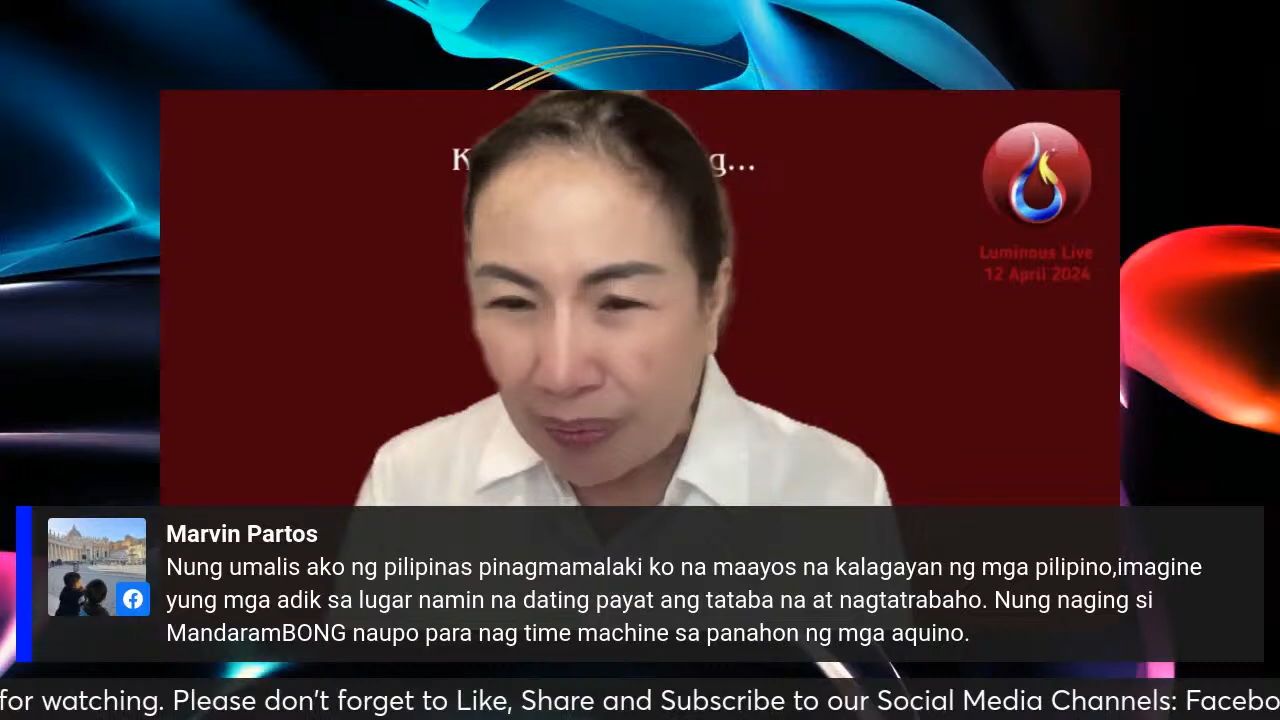 g...
Luminous Live
12 April 2024
Marvin Partos
Nung umalis ako ng pilipinas pinagmamalaki ko na maayos na kalagayan ng mga pilipino,imagine
yung mga adik sa lugar namin na dating payat ang tataba na at nagtatrabaho. Nung naging si
MandaramBONG naupo para nag time machine sa panahon ng mga aquino.
for watching. Please don't forget to Like, Share and Subscribe to our Social Media Channels: Facebo